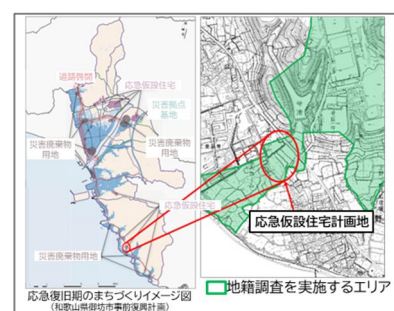 道路啓開
応急仮設住宅
災害拠点
基地
災害廃棄物
用地
災害廃棄物
用地
応急仮設住宅
災害廃棄物用地
応急仮設住宅計画地
応急復旧期のまちづくりイメージ図
(和歌山県御坊市事前復興計画)
地籍調査を実施するエリア